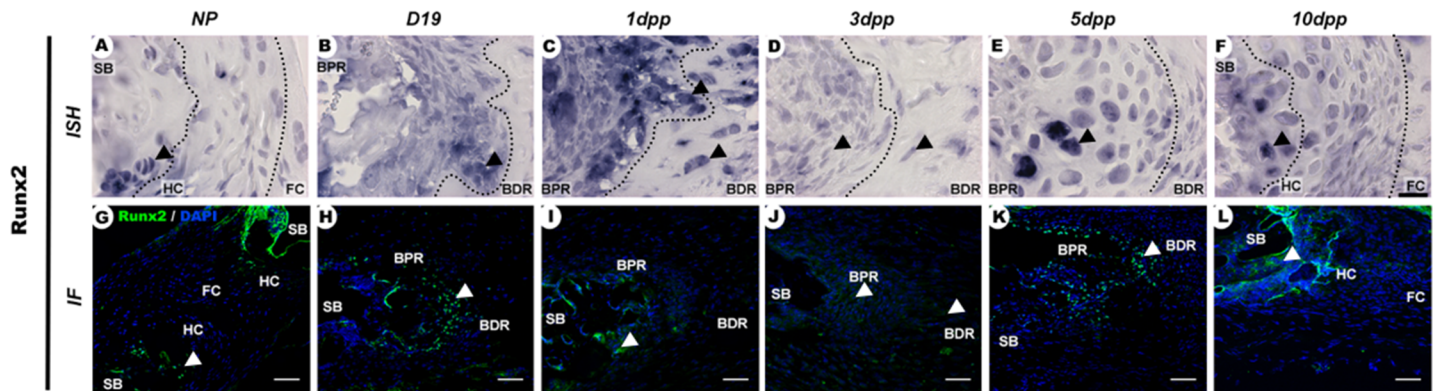 NP D19 1dpp 3dpp 5dpp 10dpp
Runx2
ISH
A SB HC FC
B BPR BDR
C BPR BDR
D BPR BDR
E BPR BDR
F SB HC FC
IF
G Runx2 / DAPI SB HC FC HC SB
H BPR SB BDR
I BPR SB BDR
J BPR SB BDR
K BPR BDR SB
L SB HC FC